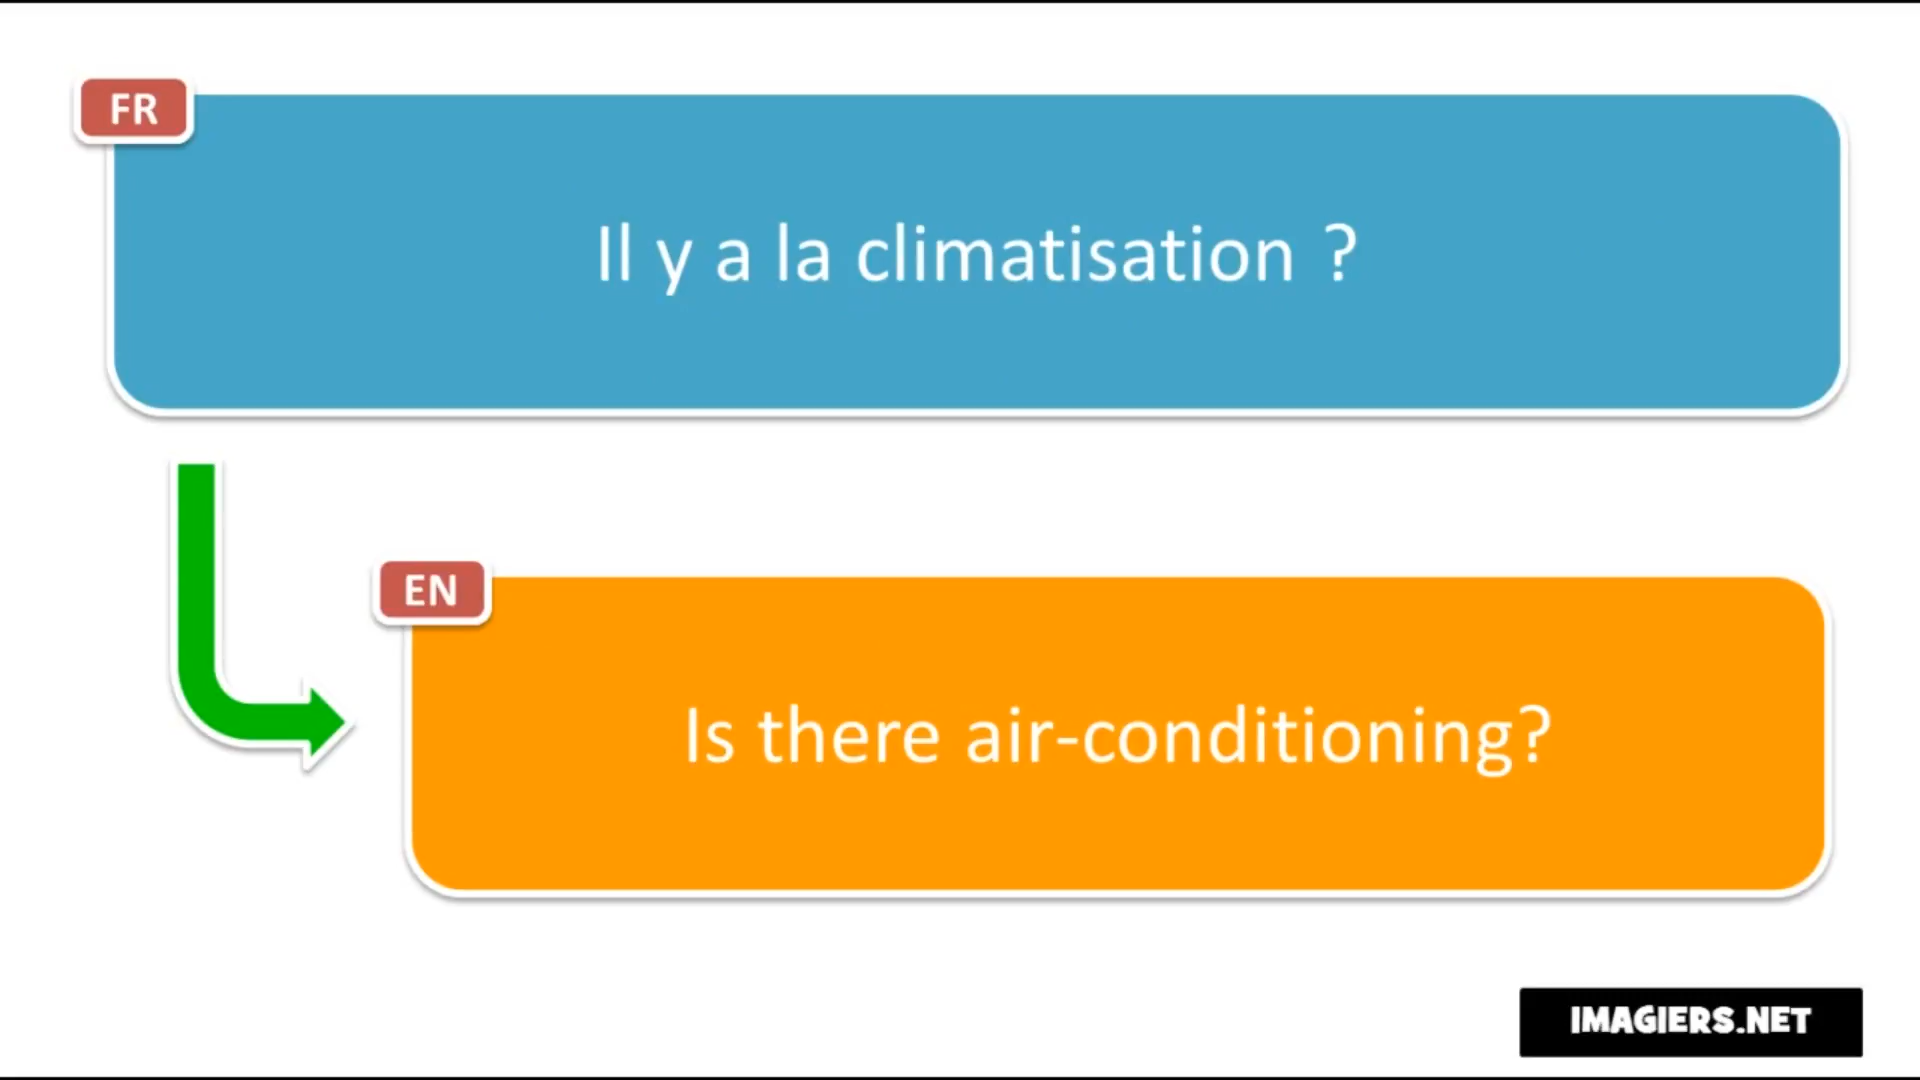 FR
Il y a la climatisation ?
EN
Is there air-conditioning?
IMAGIERS.NET